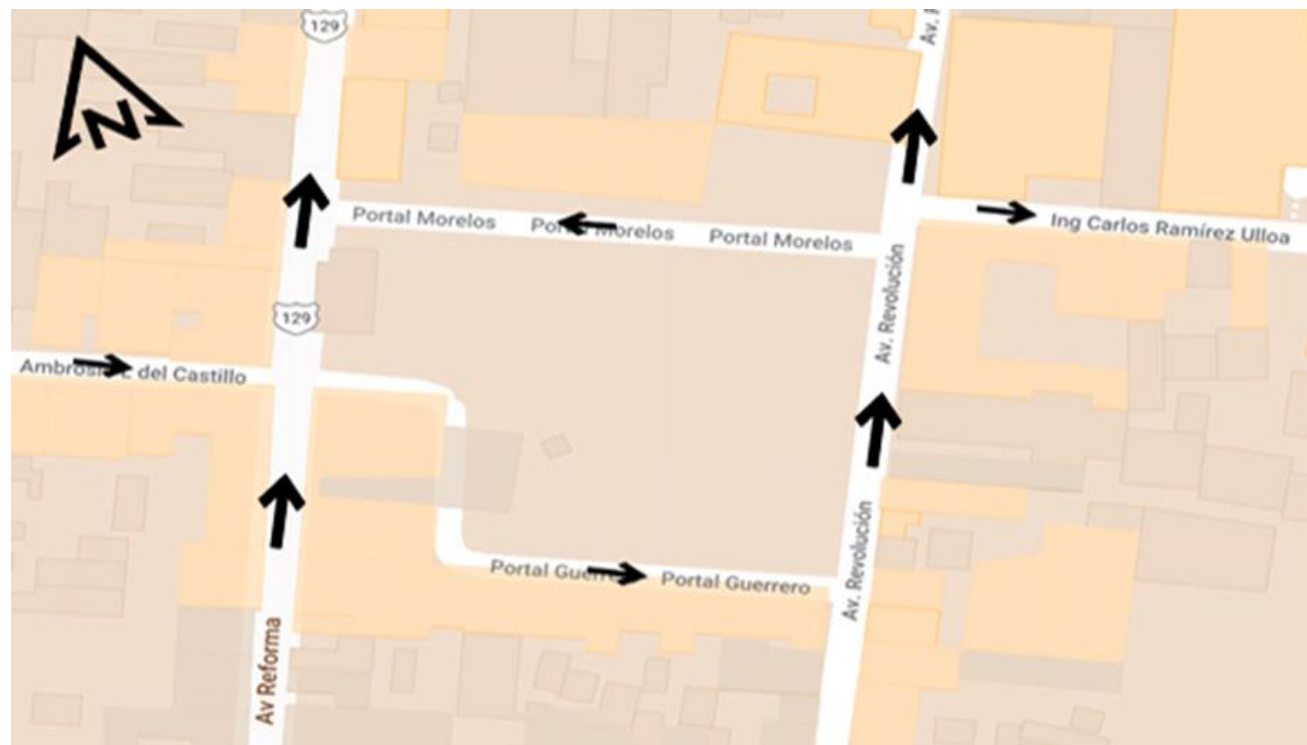 129
Av. R
N
Portal Morelos Portal Morelos Portal Morelos
Ing Carlos Ramírez Ulloa
Av. Revolución
129
Ambrosio L del Castillo
Portal Guerrero Portal Guerrero
Av. Revolución
Av Reforma